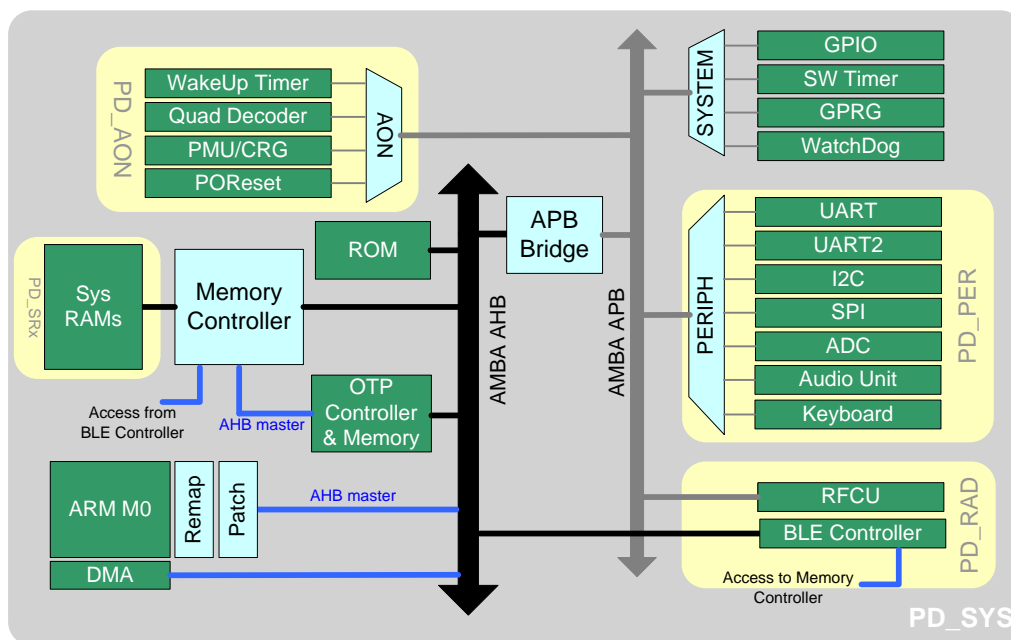 PD_AON
WakeUp Timer
Quad Decoder
PMU/CRG
POReset
AON
SYSTEM
GPIO
SW Timer
GPRG
WatchDog
ROM
APB
Bridge
PD_SRx
Sys
RAMs
Memory
Controller
AMBA AHB
AMBA APB
PERIPH
UART
UART2
I2C
SPI
ADC
Audio Unit
Keyboard
PD_PER
Access from
BLE Controller
AHB master
OTP
Controller
& Memory
ARM M0
Remap
Patch
AHB master
DMA
RFCU
BLE Controller
PD_RAD
Access to Memory
Controller
PD_SYS